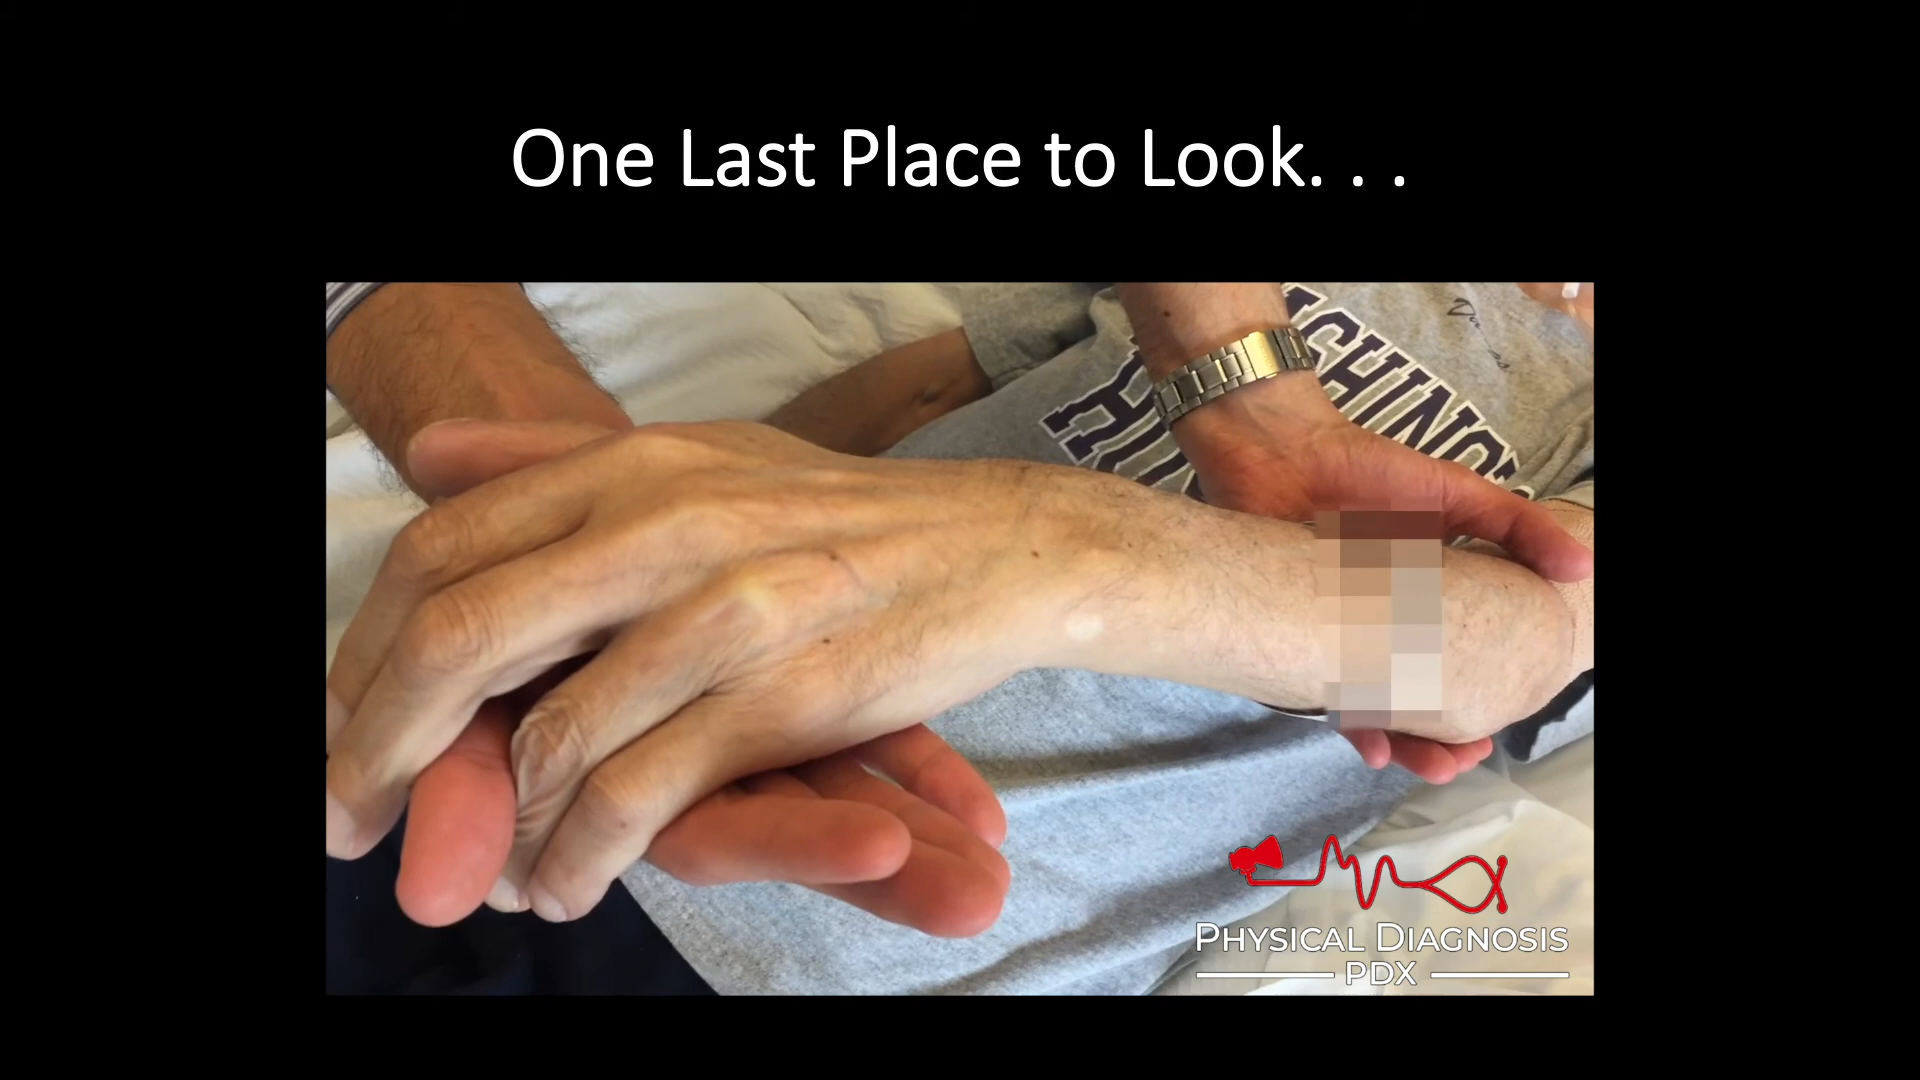 One Last Place to Look. . .
PHYSICAL DIAGNOSIS
PDX